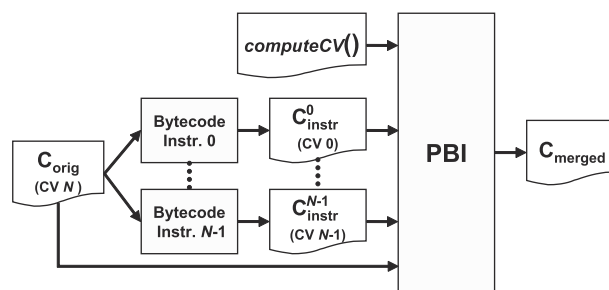 computeCV()
Bytecode
Instr. 0
C⁰instr
(CV 0)
Corig
(CV N)
PBI
Cmerged
Bytecode
Instr. N-1
Cᴺ⁻¹instr
(CV N-1)